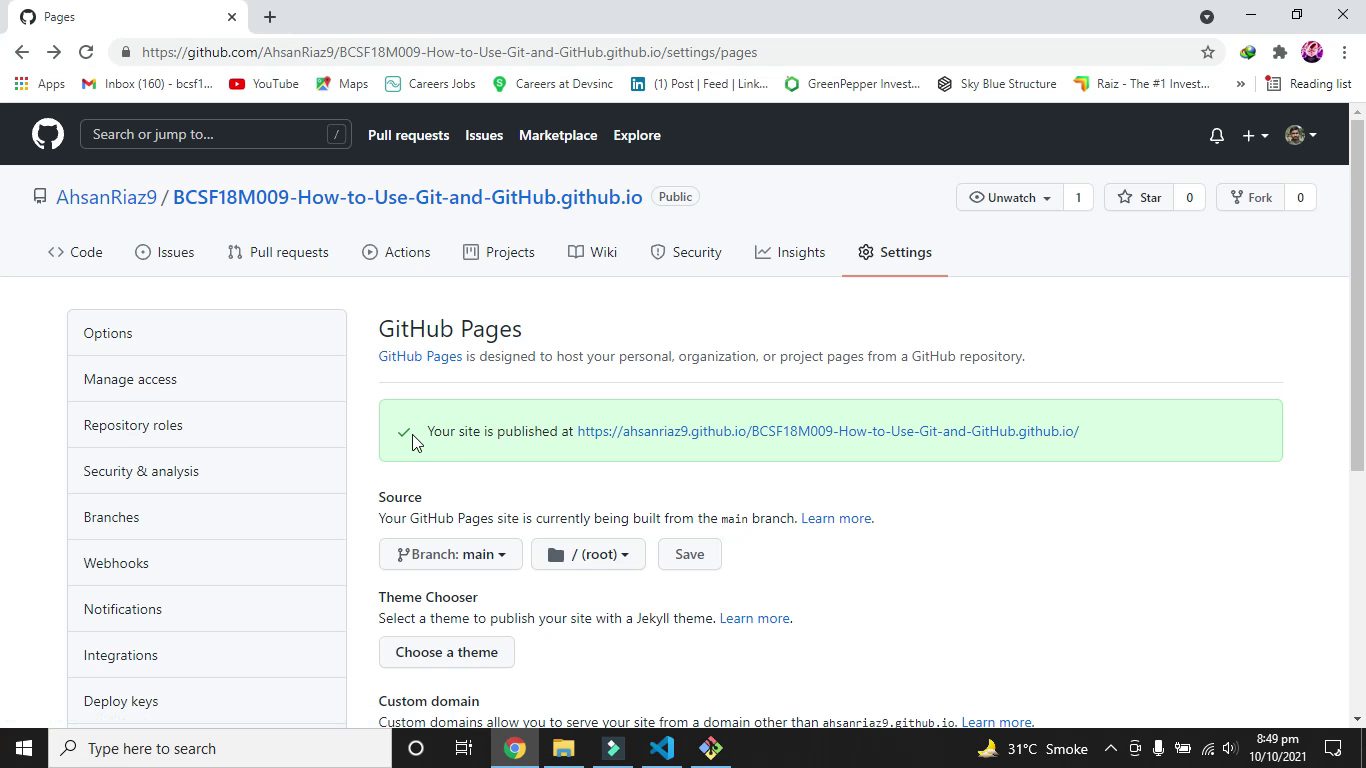 Pages
https://github.com/AhsanRiaz9/BCSF18M009-How-to-Use-Git-and-GitHub.github.io/settings/pages
Apps Inbox (160) - bcsf1... YouTube Maps Careers Jobs Careers at Devsinc (1) Post | Feed | Link... GreenPepper Invest... Sky Blue Structure Raiz - The #1 Invest... » Reading list
Search or jump to... / Pull requests Issues Marketplace Explore
AhsanRiaz9 / BCSF18M009-How-to-Use-Git-and-GitHub.github.io Public Unwatch 1 Star 0 Fork 0
Code Issues Pull requests Actions Projects Wiki Security Insights Settings
Options
Manage access
Repository roles
Security & analysis
Branches
Webhooks
Notifications
Integrations
Deploy keys
GitHub Pages
GitHub Pages is designed to host your personal, organization, or project pages from a GitHub repository.
Your site is published at https://ahsanriaz9.github.io/BCSF18M009-How-to-Use-Git-and-GitHub.github.io/
Source
Your GitHub Pages site is currently being built from the main branch. Learn more.
Branch: main / (root) Save
Theme Chooser
Select a theme to publish your site with a Jekyll theme. Learn more.
Choose a theme
Custom domain
Custom domains allow you to serve your site from a domain other than ahsanriaz9.github.io. Learn more.
Type here to search 31°C Smoke 8:49 pm
10/10/2021